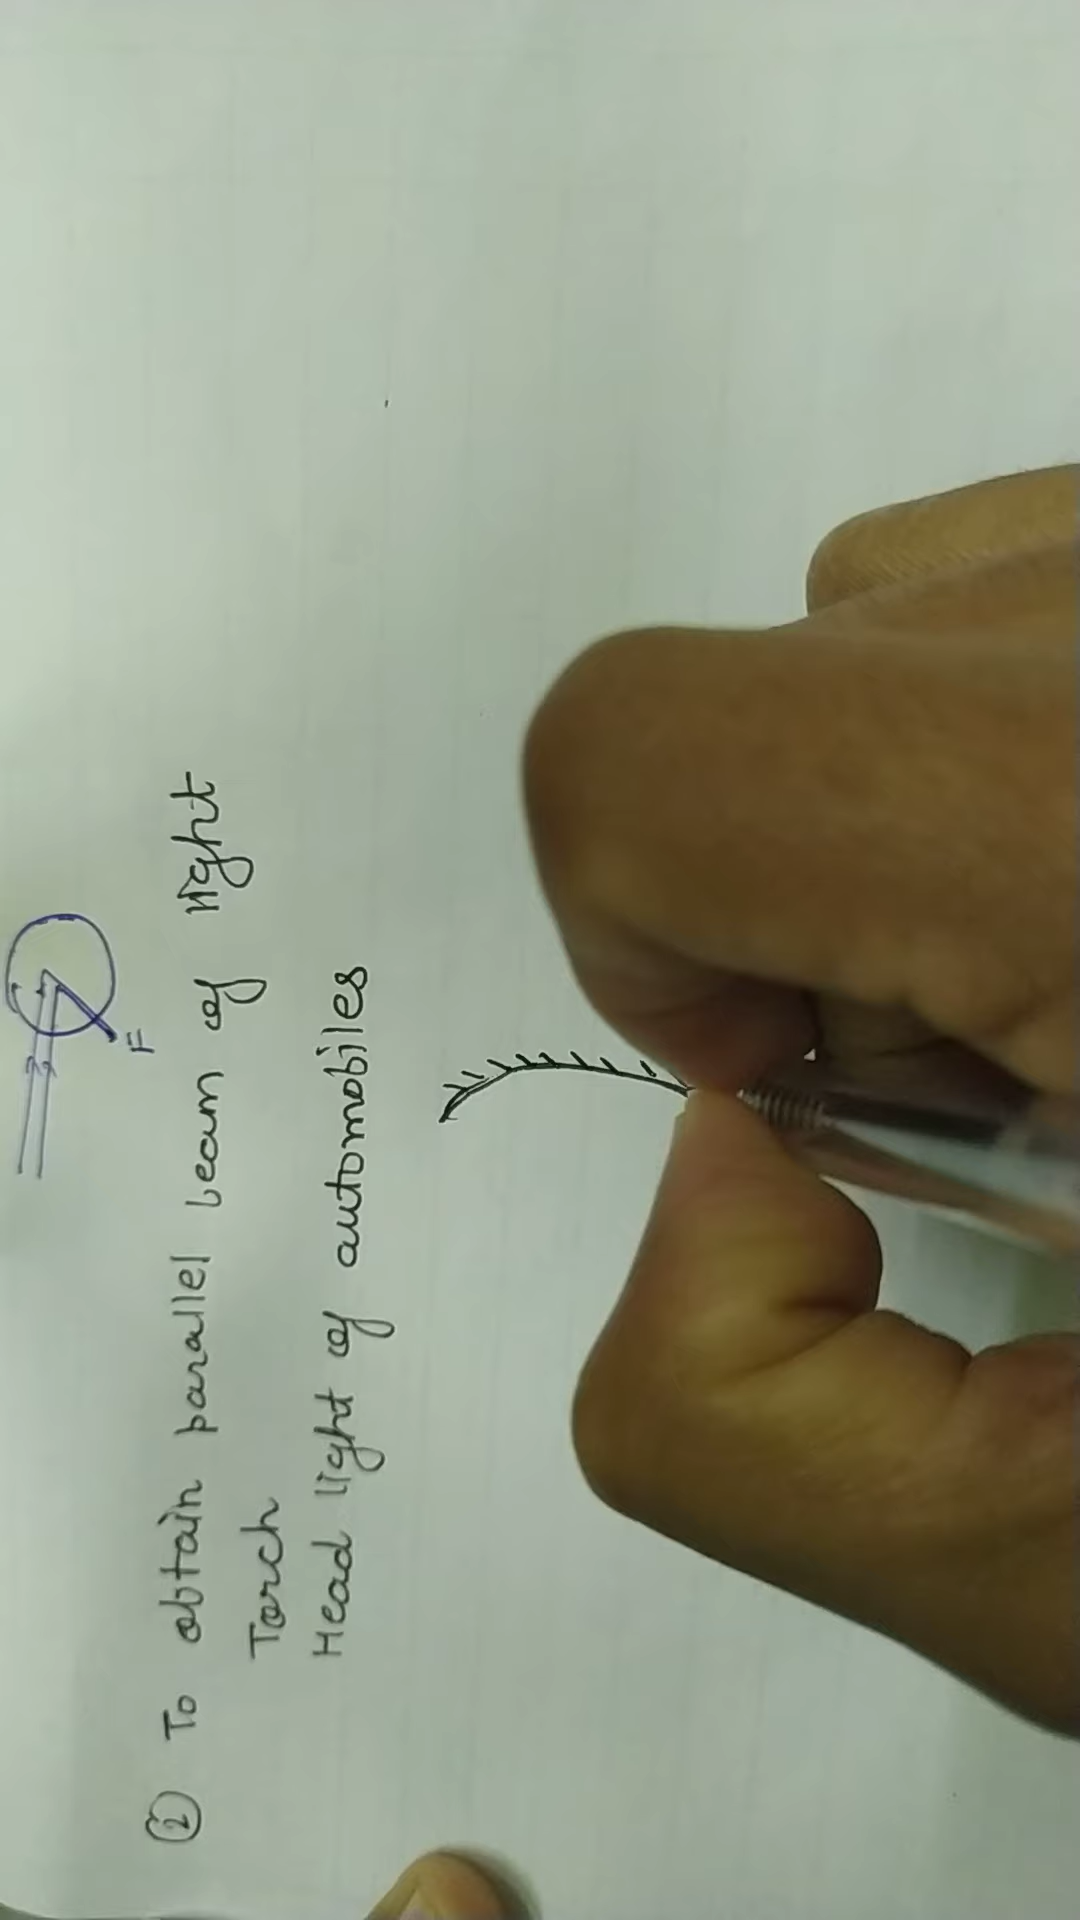 F
② To obtain parallel beam of light
Torch
Head light of automobiles